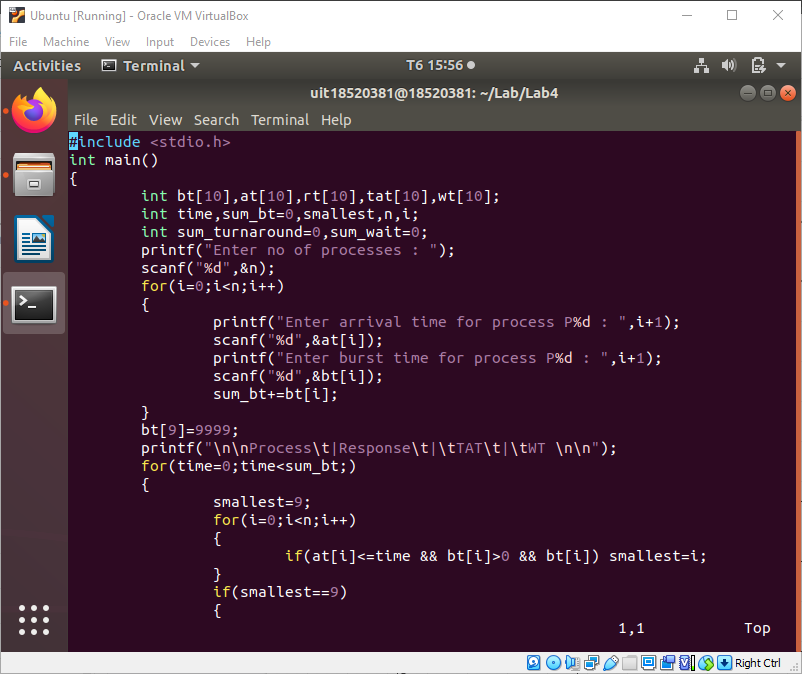 Ubuntu [Running] - Oracle VM VirtualBox
File Machine View Input Devices Help
Activities Terminal T6 15:56
uit18520381@18520381: ~/Lab/Lab4
File Edit View Search Terminal Help
#include <stdio.h>
int main()
{
        int bt[10],at[10],rt[10],tat[10],wt[10];
        int time,sum_bt=0,smallest,n,i;
        int sum_turnaround=0,sum_wait=0;
        printf("Enter no of processes : ");
        scanf("%d",&n);
        for(i=0;i<n;i++)
        {
                printf("Enter arrival time for process P%d : ",i+1);
                scanf("%d",&at[i]);
                printf("Enter burst time for process P%d : ",i+1);
                scanf("%d",&bt[i]);
                sum_bt+=bt[i];
        }
        bt[9]=9999;
        printf("\n\nProcess\t|Response\t|\tTAT\t|\tWT \n\n");
        for(time=0;time<sum_bt;)
        {
                smallest=9;
                for(i=0;i<n;i++)
                {
                        if(at[i]<=time && bt[i]>0 && bt[i]) smallest=i;
                }
                if(smallest==9)
                {
1,1 Top
Right Ctrl